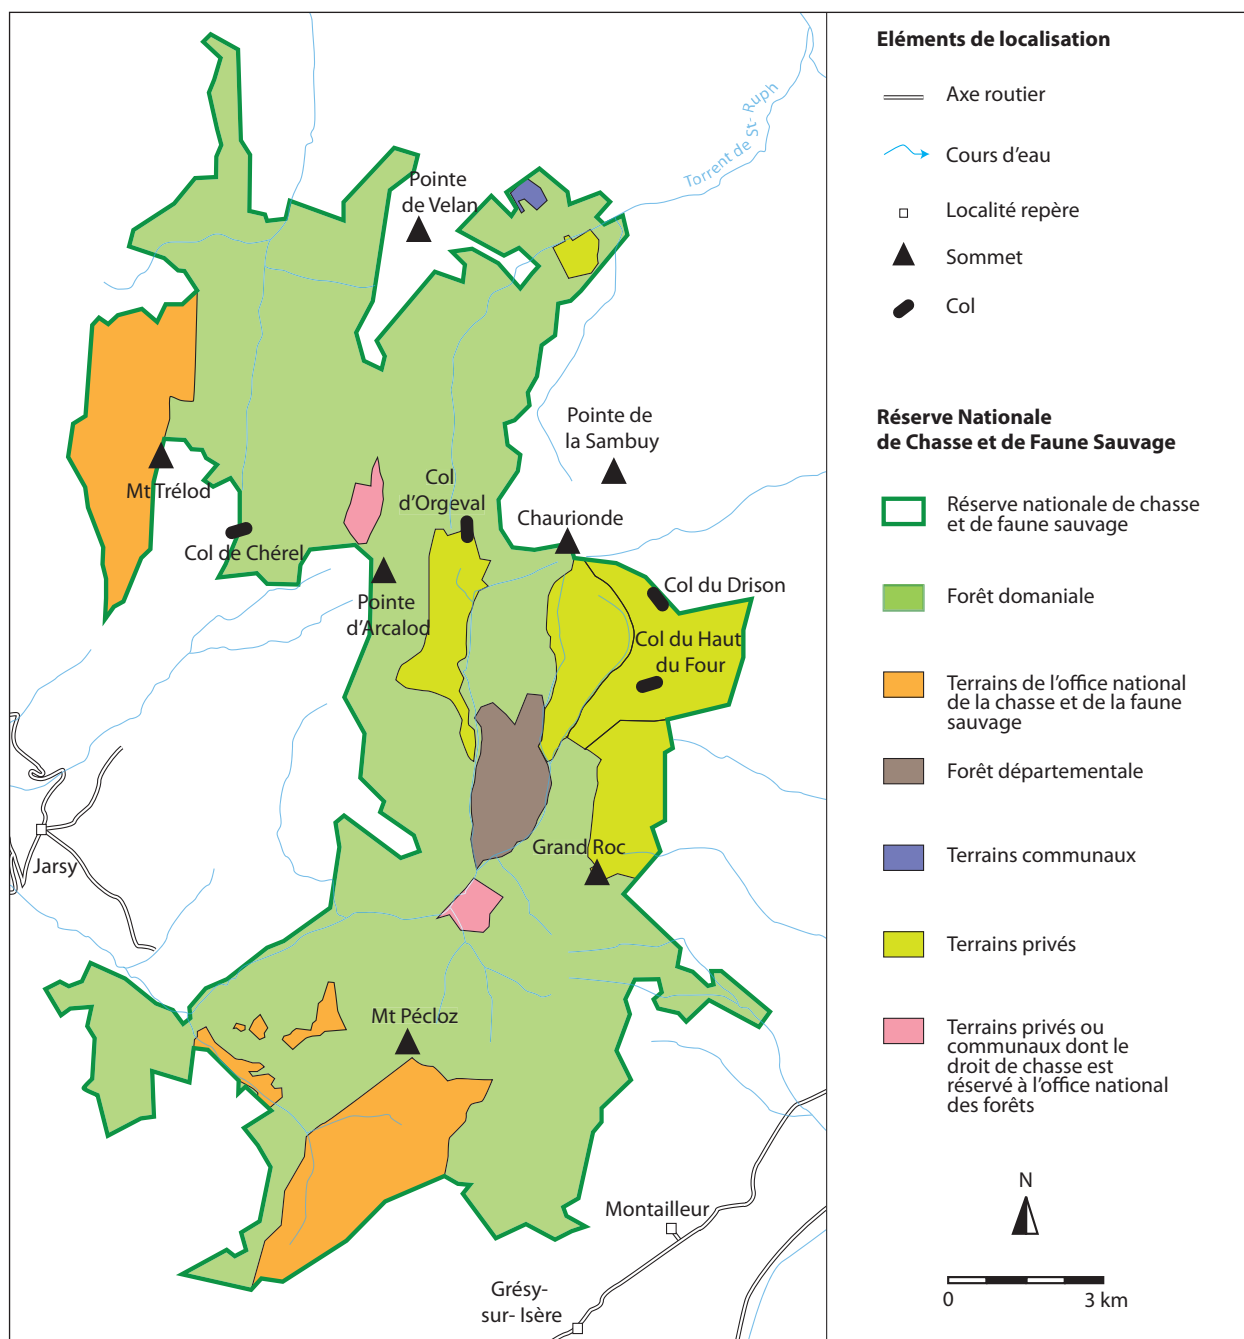 Torrent de St- Ruph
Pointe
de Velan
Pointe de
la Sambuy
Mt Trélod
Col
d'Orgeval
Chaurionde
Col de Chérel
Col du Drison
Pointe
d'Arcalod
Col du Haut
du Four
Grand Roc
Jarsy
Mt Pécloz
Montailleur
Grésy-
sur- Isère
Eléments de localisation
Axe routier
Cours d'eau
Localité repère
Sommet
Col
Réserve Nationale
de Chasse et de Faune Sauvage
Réserve nationale de chasse
et de faune sauvage
Forêt domaniale
Terrains de l'office national
de la chasse et de la faune
sauvage
Forêt départementale
Terrains communaux
Terrains privés
Terrains privés ou
communaux dont le
droit de chasse est
réservé à l'office national
des forêts
N
0 3 km